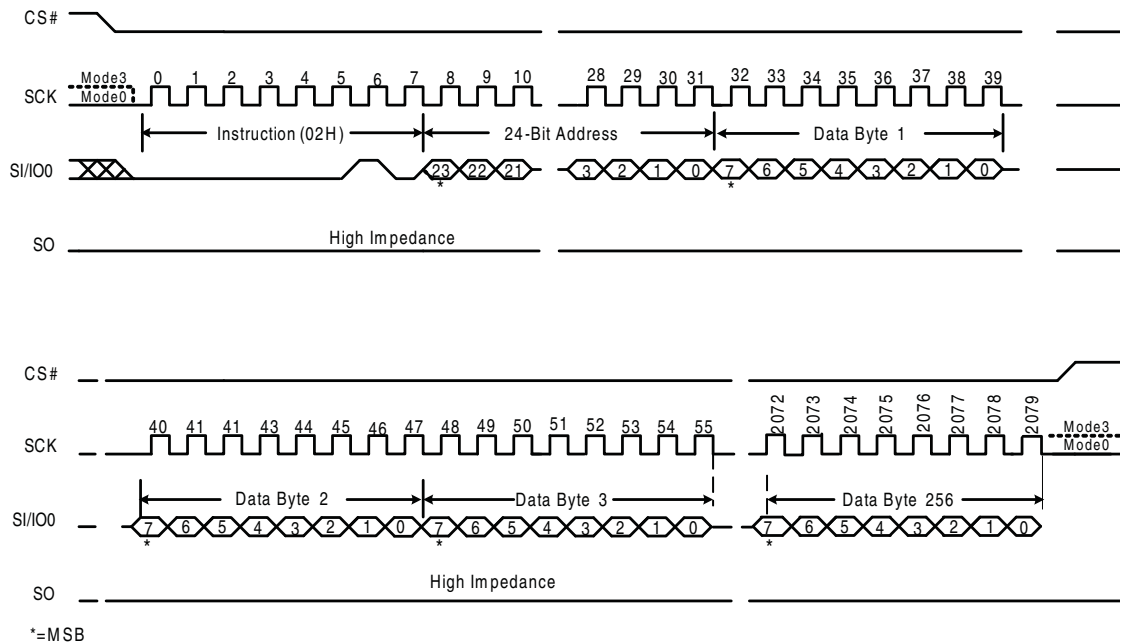 CS#
SCK
Mode3
Mode0
0 1 2 3 4 5 6 7 8 9 10 28 29 30 31 32 33 34 35 36 37 38 39
Instruction (02H) 24-Bit Address Data Byte 1
SI/IO0 23 22 21 3 2 1 0 7 6 5 4 3 2 1 0
* *
SO High Impedance
CS#
SCK
40 41 41 43 44 45 46 47 48 49 50 51 52 53 54 55 2072 2073 2074 2075 2076 2077 2078 2079
Mode3
Mode0
Data Byte 2 Data Byte 3 Data Byte 256
SI/IO0 7 6 5 4 3 2 1 0 7 6 5 4 3 2 1 0 7 6 5 4 3 2 1 0
* * *
SO High Impedance
*=MSB